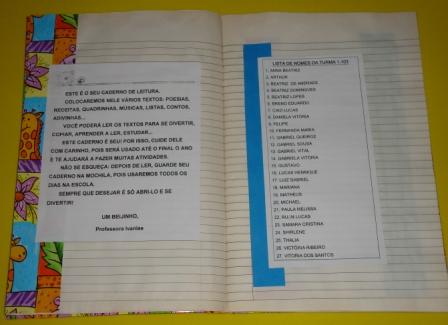 ESTE É O SEU CADERNO DE LEITURA.
COLOCAREMOS NELE VÁRIOS TEXTOS: POESIAS,
RECEITAS, QUADRINHAS, MÚSICAS, LISTAS, CONTOS,
ADIVINHAS...
VOCÊ PODERÁ LER OS TEXTOS PARA SE DIVERTIR,
COPIAR, APRENDER A LER, ESTUDAR...
ESTE CADERNO É SEU! POR ISSO, CUIDE DELE
COM CARINHO, POIS SERÁ USADO ATÉ O FINAL O ANO
E TE AJUDARÁ A FAZER MUITAS ATIVIDADES.
NÃO SE ESQUEÇA: DEPOIS DE LER, GUARDE SEU
CADERNO NA MOCHILA, POIS USAREMOS TODOS OS
DIAS NA ESCOLA.
SEMPRE QUE DESEJAR É SÓ ABRI-LO E SE
DIVERTIR!
UM BEIJINHO,
Professora Ivanise
LISTA DE NOMES DA TURMA 1.103
1. ANNA BEATRIZ
2. ARTHUR
3. BEATRIZ DE ANDRADE
4. BEATRIZ DOMINGUES
5. BEATRIZ LOPES
6. BRENO EDUARDO
7. CAIO LUCAS
8. DANIELA VITÓRIA
9. FELIPE
10. FERNANDA MARIA
11. GABRIEL QUEIROZ
12. GABRIEL SOUSA
13. GABRIEL VITAL
14. GABRIELA VITÓRIA
15. GUSTAVO
16. LUCAS HENRIQUE
17. LUIZ GABRIEL
18. MARIANA
19. MATHEUS
20. MICHAEL
21. PAULA MELISSA
22. LUCAS
23. SAMARA CRISTINA
24. SHIRLENE
25. THALIA
26. VICTÓRIA RIBEIRO
27. VITORIA DOS SANTOS